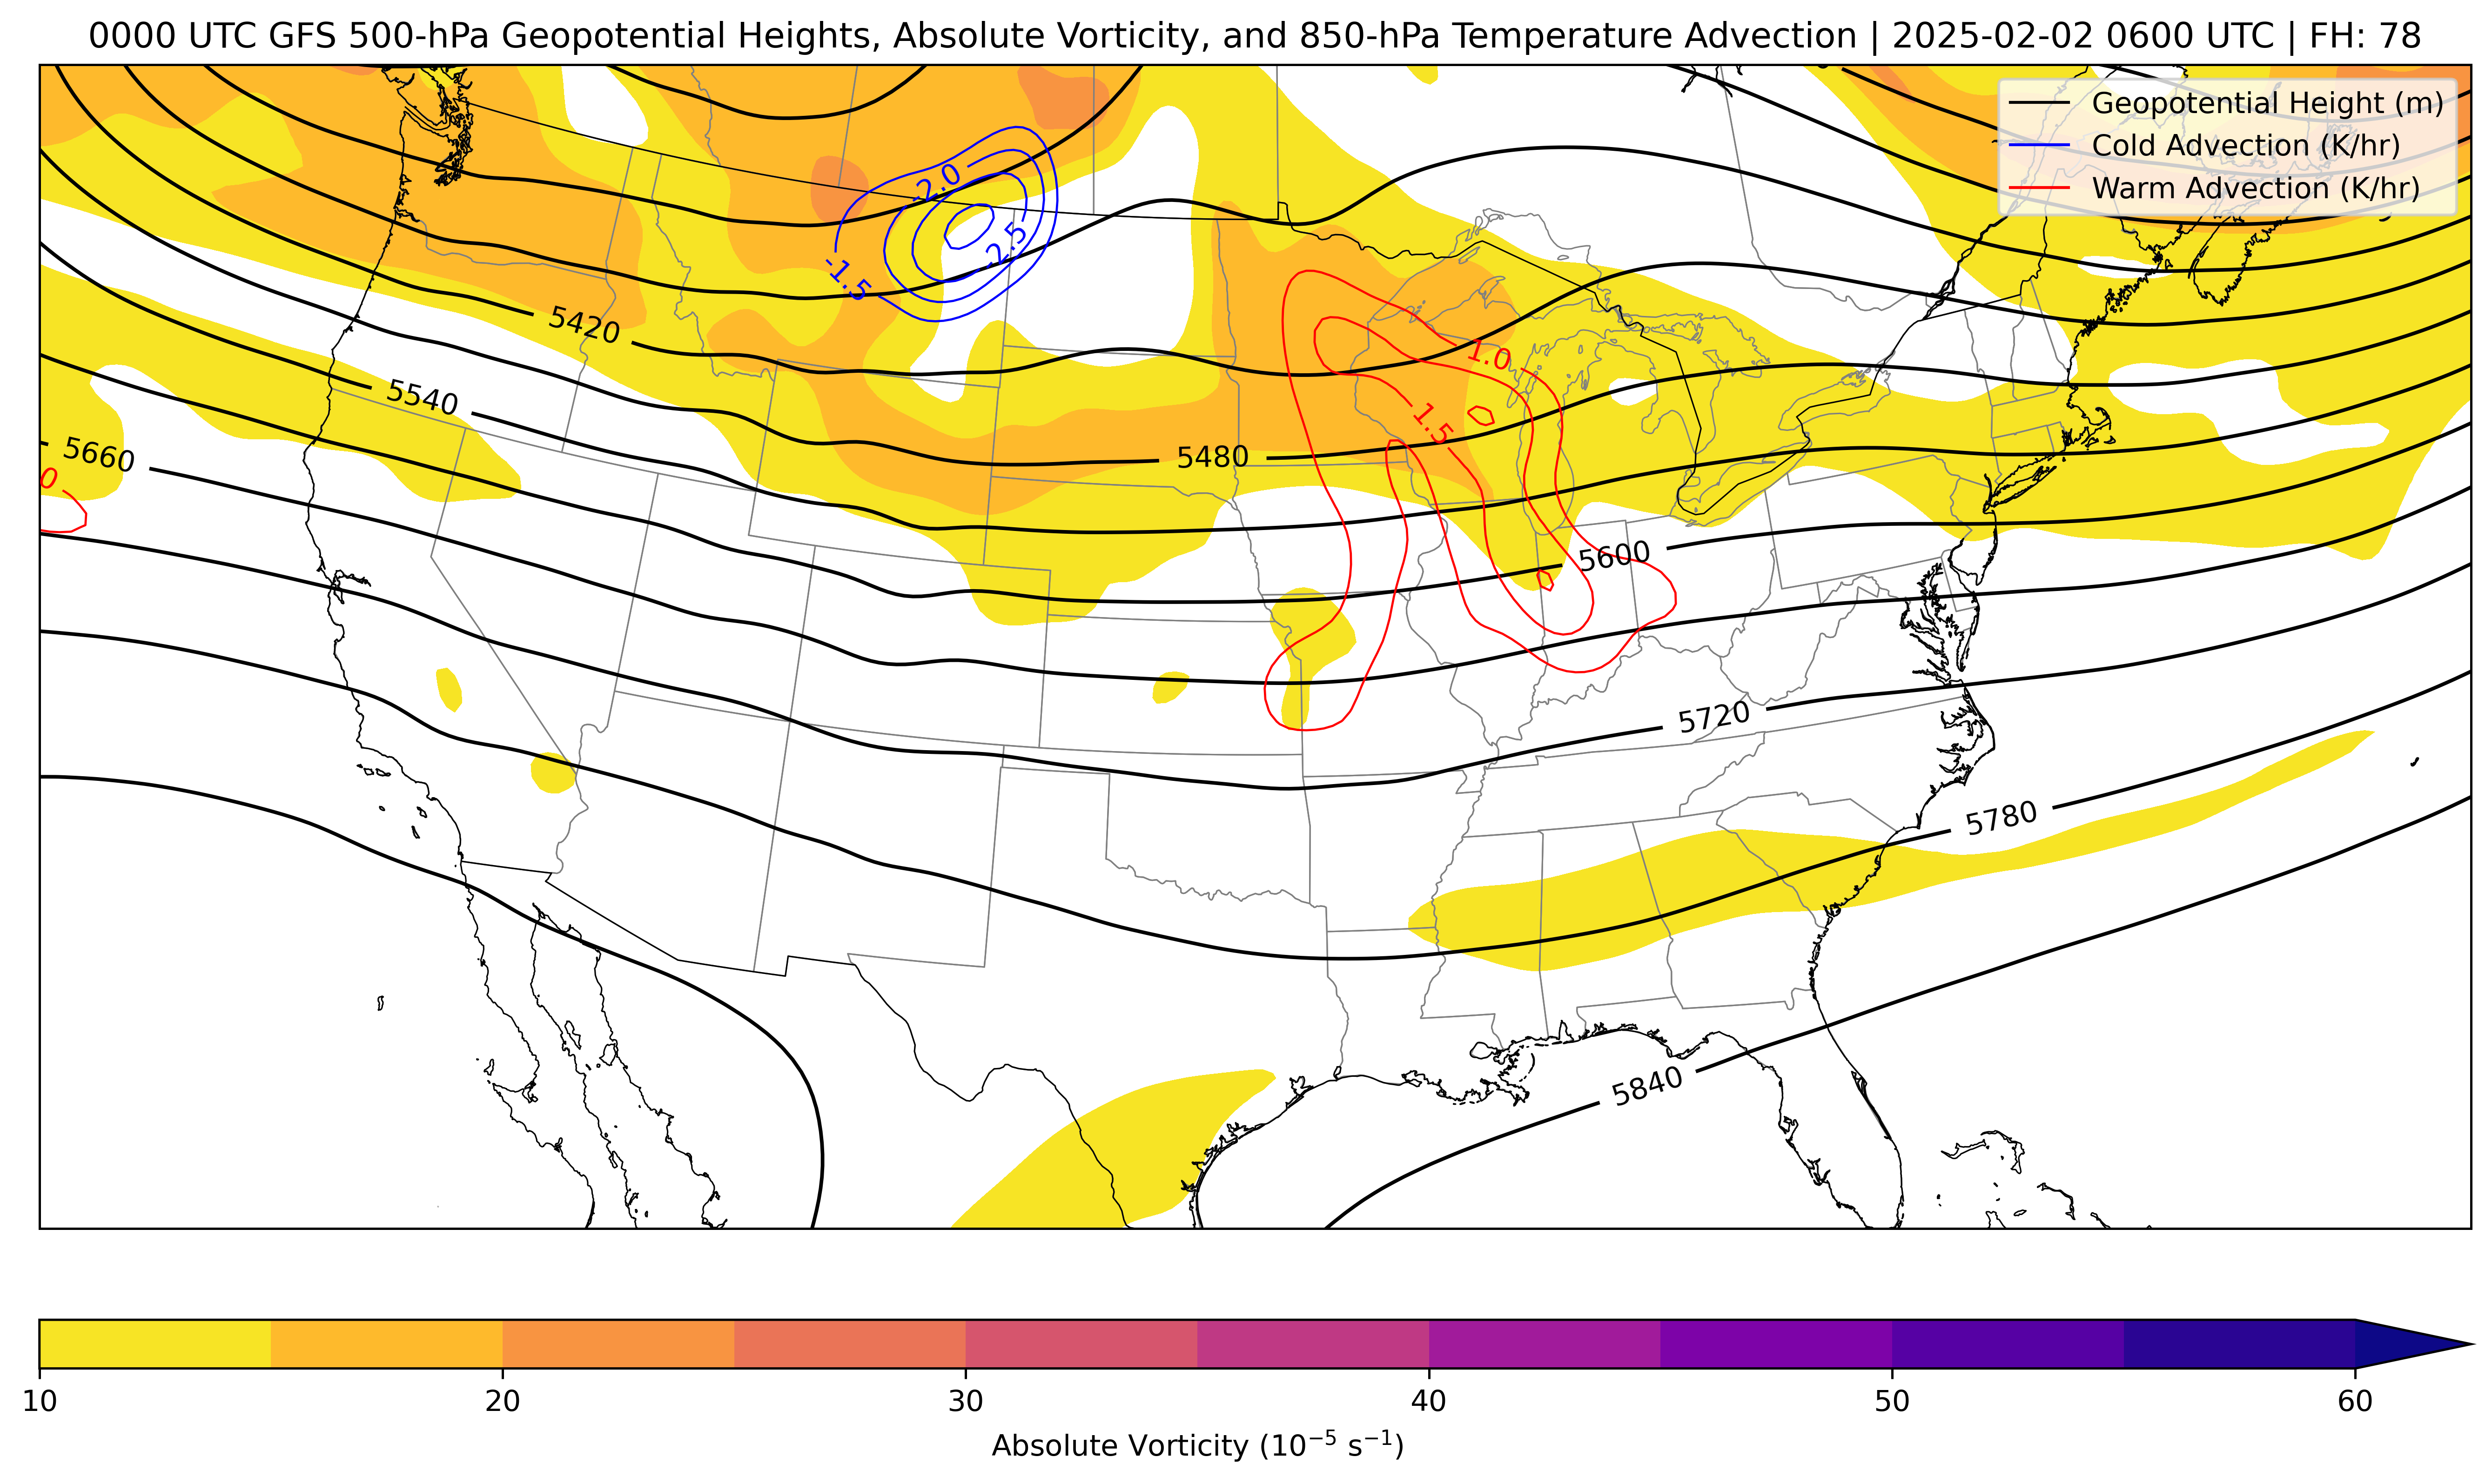 0000 UTC GFS 500-hPa Geopotential Heights, Absolute Vorticity, and 850-hPa Temperature Advection | 2025-02-02 0600 UTC | FH: 78
Geopotential Height (m)
Cold Advection (K/hr)
Warm Advection (K/hr)
-2.0
-2.5
-1.5
5420
1.0
5540
1.5
5660
5480
0
5600
5720
5780
5840
10 20 30 40 50 60
Absolute Vorticity (10⁻⁵ s⁻¹)